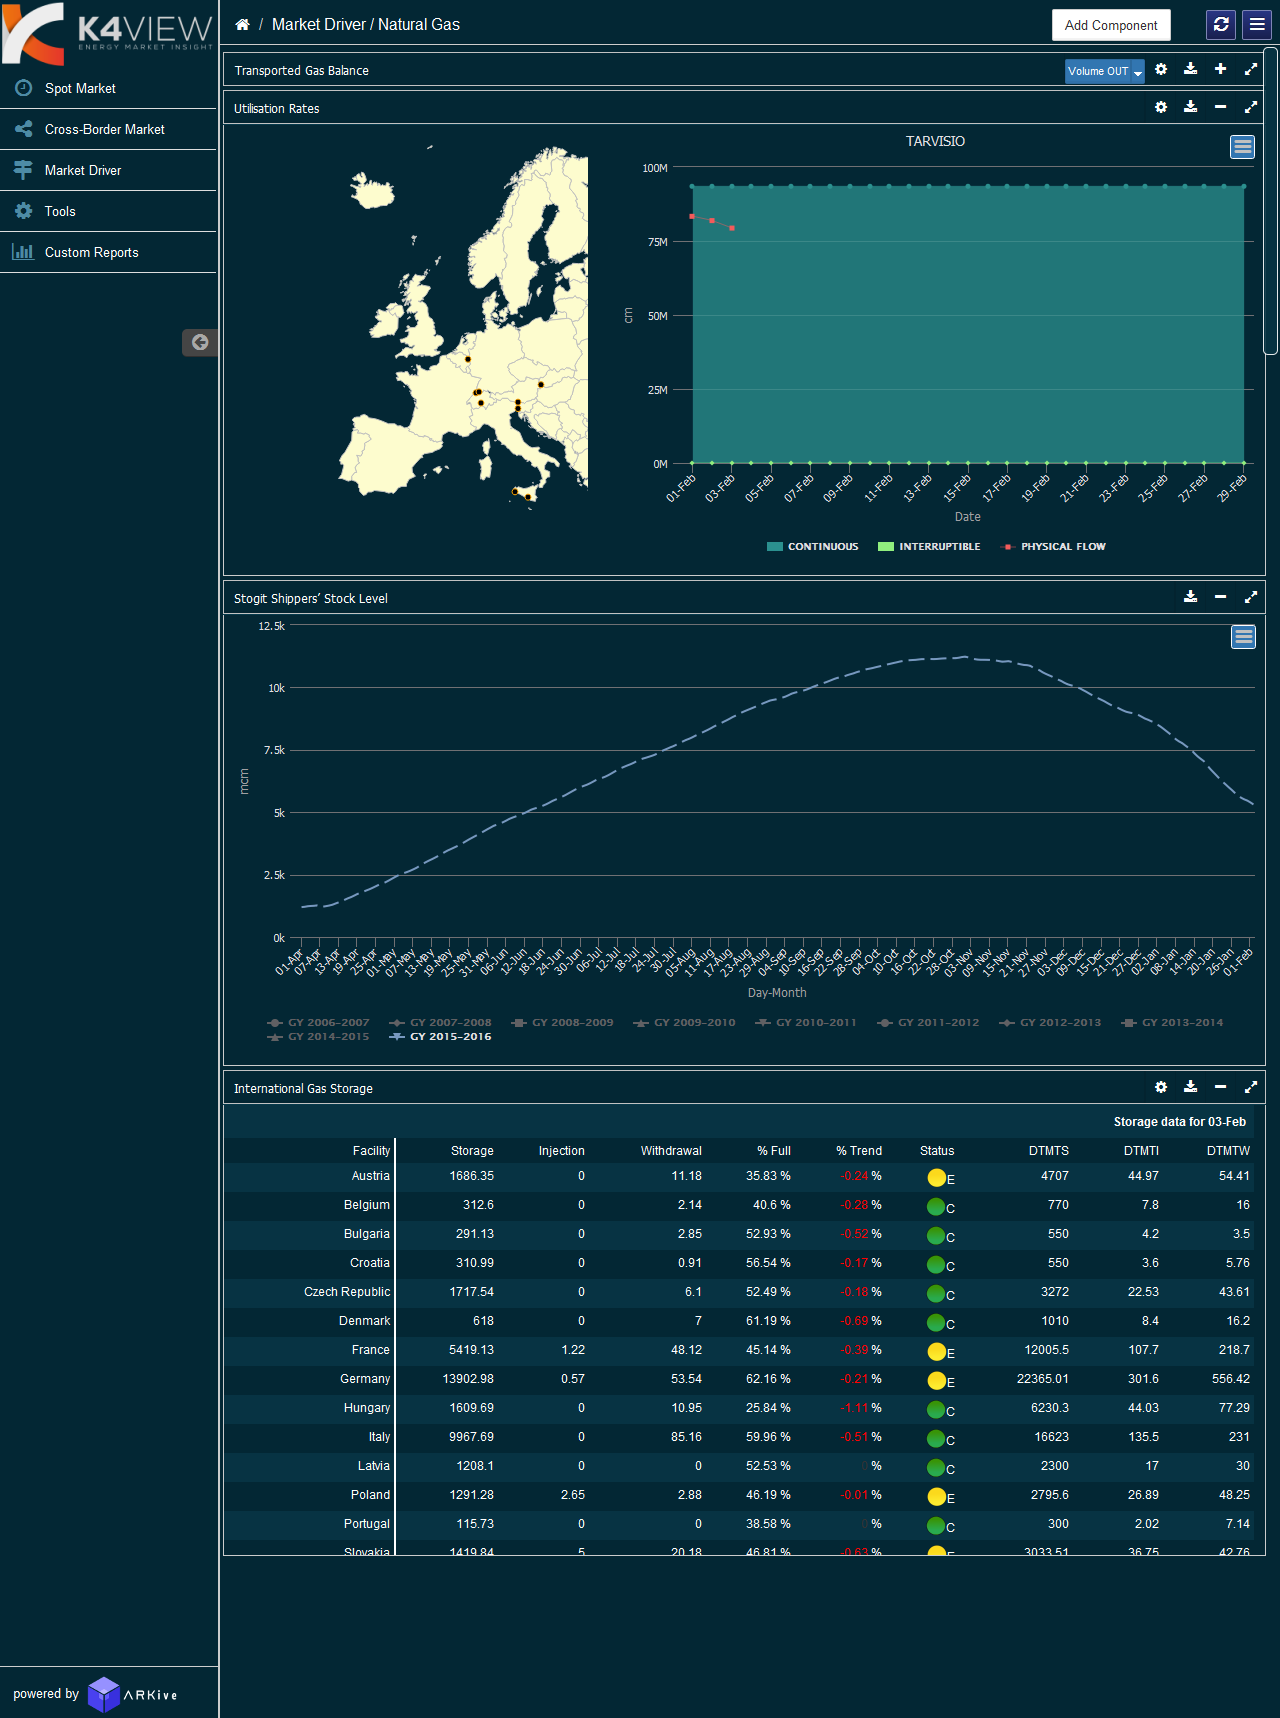 K4VIEW
ENERGY MARKET INSIGHT
Spot Market
Cross-Border Market
Market Driver
Tools
Custom Reports
/ Market Driver / Natural Gas
Add Component
Transported Gas Balance
Volume OUT
Utilisation Rates
TARVISIO
100M
75M
50M
25M
0M
cm
01-Feb 03-Feb 05-Feb 07-Feb 09-Feb 11-Feb 13-Feb 15-Feb 17-Feb 19-Feb 21-Feb 23-Feb 25-Feb 27-Feb 29-Feb
Date
CONTINUOUS INTERRUPTIBLE PHYSICAL FLOW
Stogit Shippers’ Stock Level
12.5k
10k
7.5k
5k
2.5k
0k
mcm
01-Apr 07-Apr 13-Apr 19-Apr 25-Apr 01-May 07-May 13-May 19-May 25-May 31-May 06-Jun 12-Jun 18-Jun 24-Jun 30-Jun 06-Jul 12-Jul 18-Jul 24-Jul 30-Jul 05-Aug 11-Aug 17-Aug 23-Aug 29-Aug 04-Sep 10-Sep 16-Sep 22-Sep 28-Sep 04-Oct 10-Oct 16-Oct 22-Oct 28-Oct 03-Nov 09-Nov 15-Nov 21-Nov 27-Nov 03-Dec 09-Dec 15-Dec 21-Dec 27-Dec 02-Jan 08-Jan 14-Jan 20-Jan 26-Jan 01-Feb
Day-Month
GY 2006-2007 GY 2007-2008 GY 2008-2009 GY 2009-2010 GY 2010-2011 GY 2011-2012 GY 2012-2013 GY 2013-2014
GY 2014-2015 GY 2015-2016
International Gas Storage
Storage data for 03-Feb
Facility Storage Injection Withdrawal % Full % Trend Status DTMTS DTMTI DTMTW
Austria 1686.35 0 11.18 35.83 % -0.24 % E 4707 44.97 54.41
Belgium 312.6 0 2.14 40.6 % -0.28 % C 770 7.8 16
Bulgaria 291.13 0 2.85 52.93 % -0.52 % C 550 4.2 3.5
Croatia 310.99 0 0.91 56.54 % -0.17 % C 550 3.6 5.76
Czech Republic 1717.54 0 6.1 52.49 % -0.18 % C 3272 22.53 43.61
Denmark 618 0 7 61.19 % -0.69 % C 1010 8.4 16.2
France 5419.13 1.22 48.12 45.14 % -0.39 % E 12005.5 107.7 218.7
Germany 13902.98 0.57 53.54 62.16 % -0.21 % E 22365.01 301.6 556.42
Hungary 1609.69 0 10.95 25.84 % -1.11 % C 6230.3 44.03 77.29
Italy 9967.69 0 85.16 59.96 % -0.51 % C 16623 135.5 231
Latvia 1208.1 0 0 52.53 % 0 % C 2300 17 30
Poland 1291.28 2.65 2.88 46.19 % -0.01 % E 2795.6 26.89 48.25
Portugal 115.73 0 0 38.58 % 0 % C 300 2.02 7.14
Slovakia 1419.84 5 20.18 46.81 % -0.63 % E 3033.51 36.75 42.76
powered by ARKive